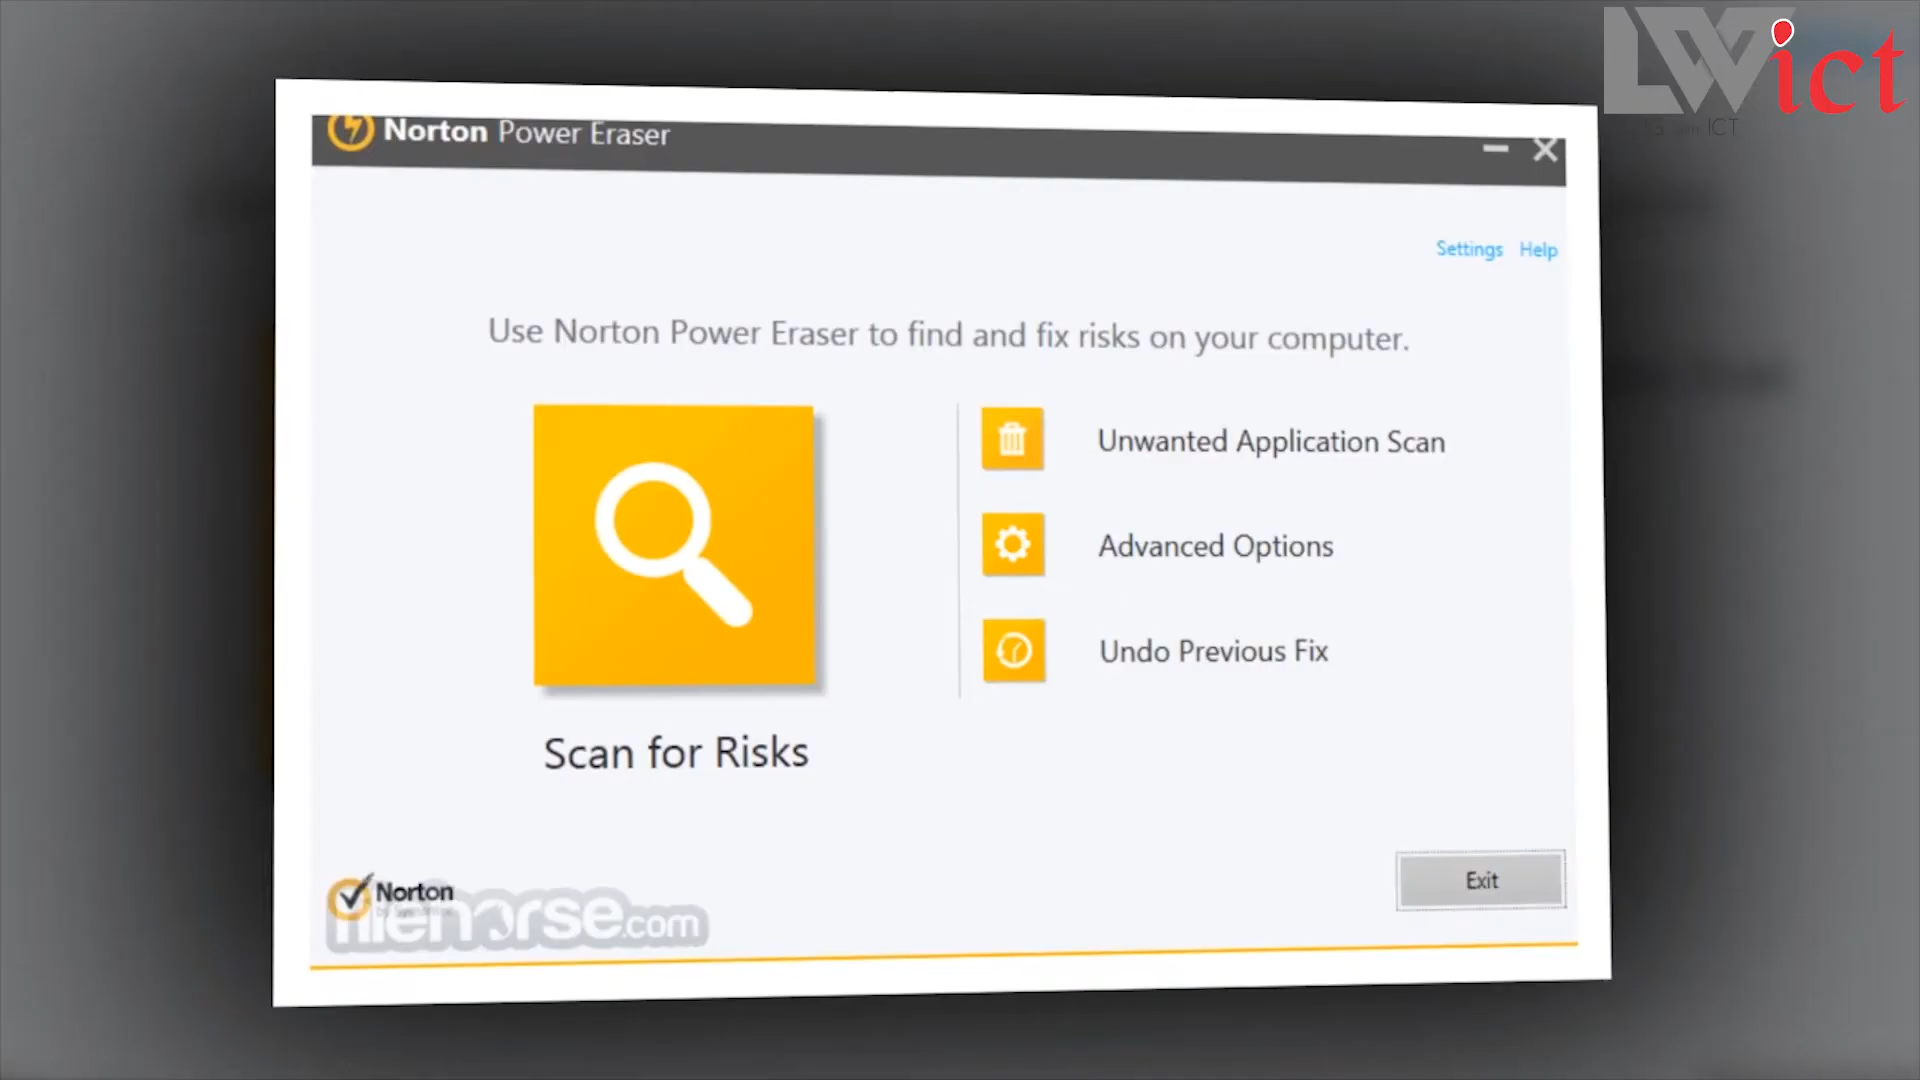 LWict
ICT
Norton Power Eraser
Settings Help
Use Norton Power Eraser to find and fix risks on your computer.
Unwanted Application Scan
Advanced Options
Undo Previous Fix
Scan for Risks
Exit
Norton
filehorse.com